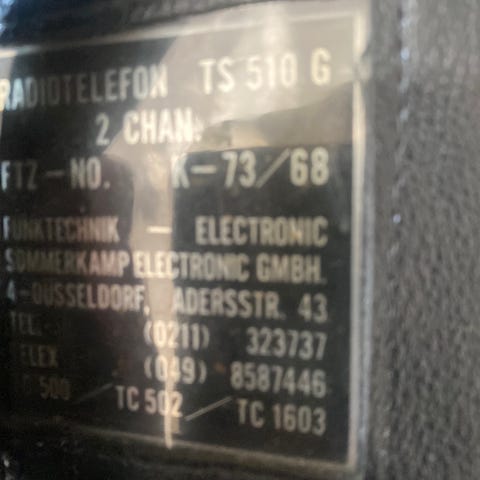 RADIOTELEFON TS 510 G
2 CHAN.
FTZ-NO. K-73/68
FUNKTECHNIK - ELECTRONIC
SOMMERKAMP ELECTRONIC GMBH.
4-DUSSELDORF, ADERSSTR. 43
(0211) 323737
TELEX (049) 8587446
TC 502 / TC 1603